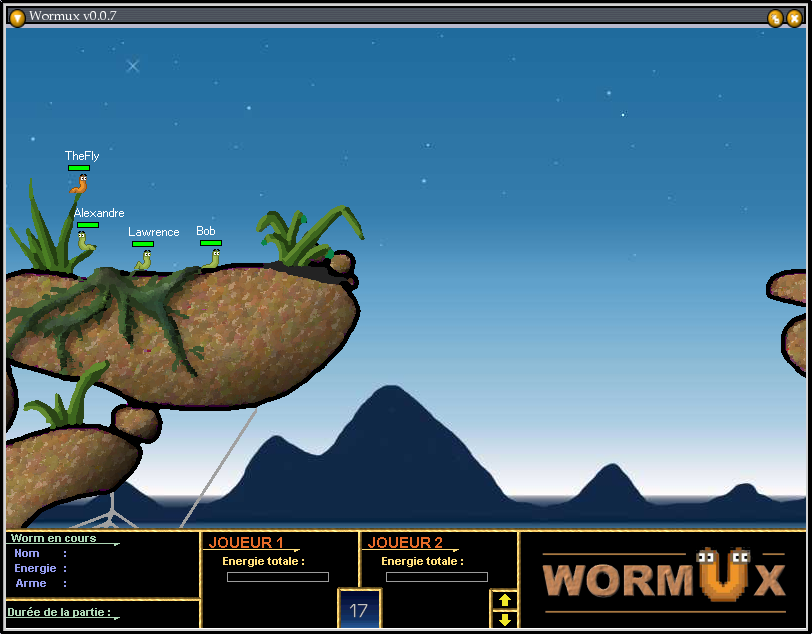 Wormux v0.0.7
TheFly
Alexandre
Lawrence
Bob
Worm en cours
Nom :
Energie :
Arme :
Durée de la partie :
JOUEUR 1
Energie totale :
JOUEUR 2
Energie totale :
17
WORMUX